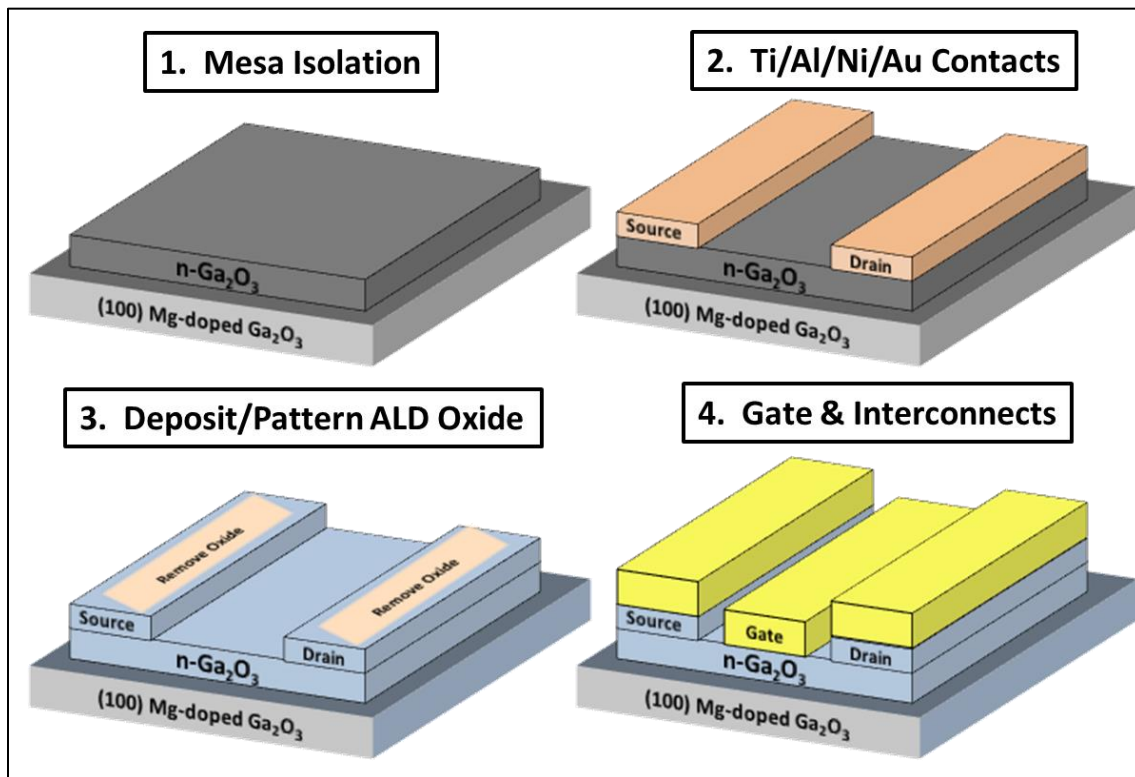 1. Mesa Isolation
n-Ga₂O₃
(100) Mg-doped Ga₂O₃
2. Ti/Al/Ni/Au Contacts
Source
Drain
n-Ga₂O₃
(100) Mg-doped Ga₂O₃
3. Deposit/Pattern ALD Oxide
Remove Oxide
Remove Oxide
Source
Drain
n-Ga₂O₃
(100) Mg-doped Ga₂O₃
4. Gate & Interconnects
Source
Gate
Drain
n-Ga₂O₃
(100) Mg-doped Ga₂O₃